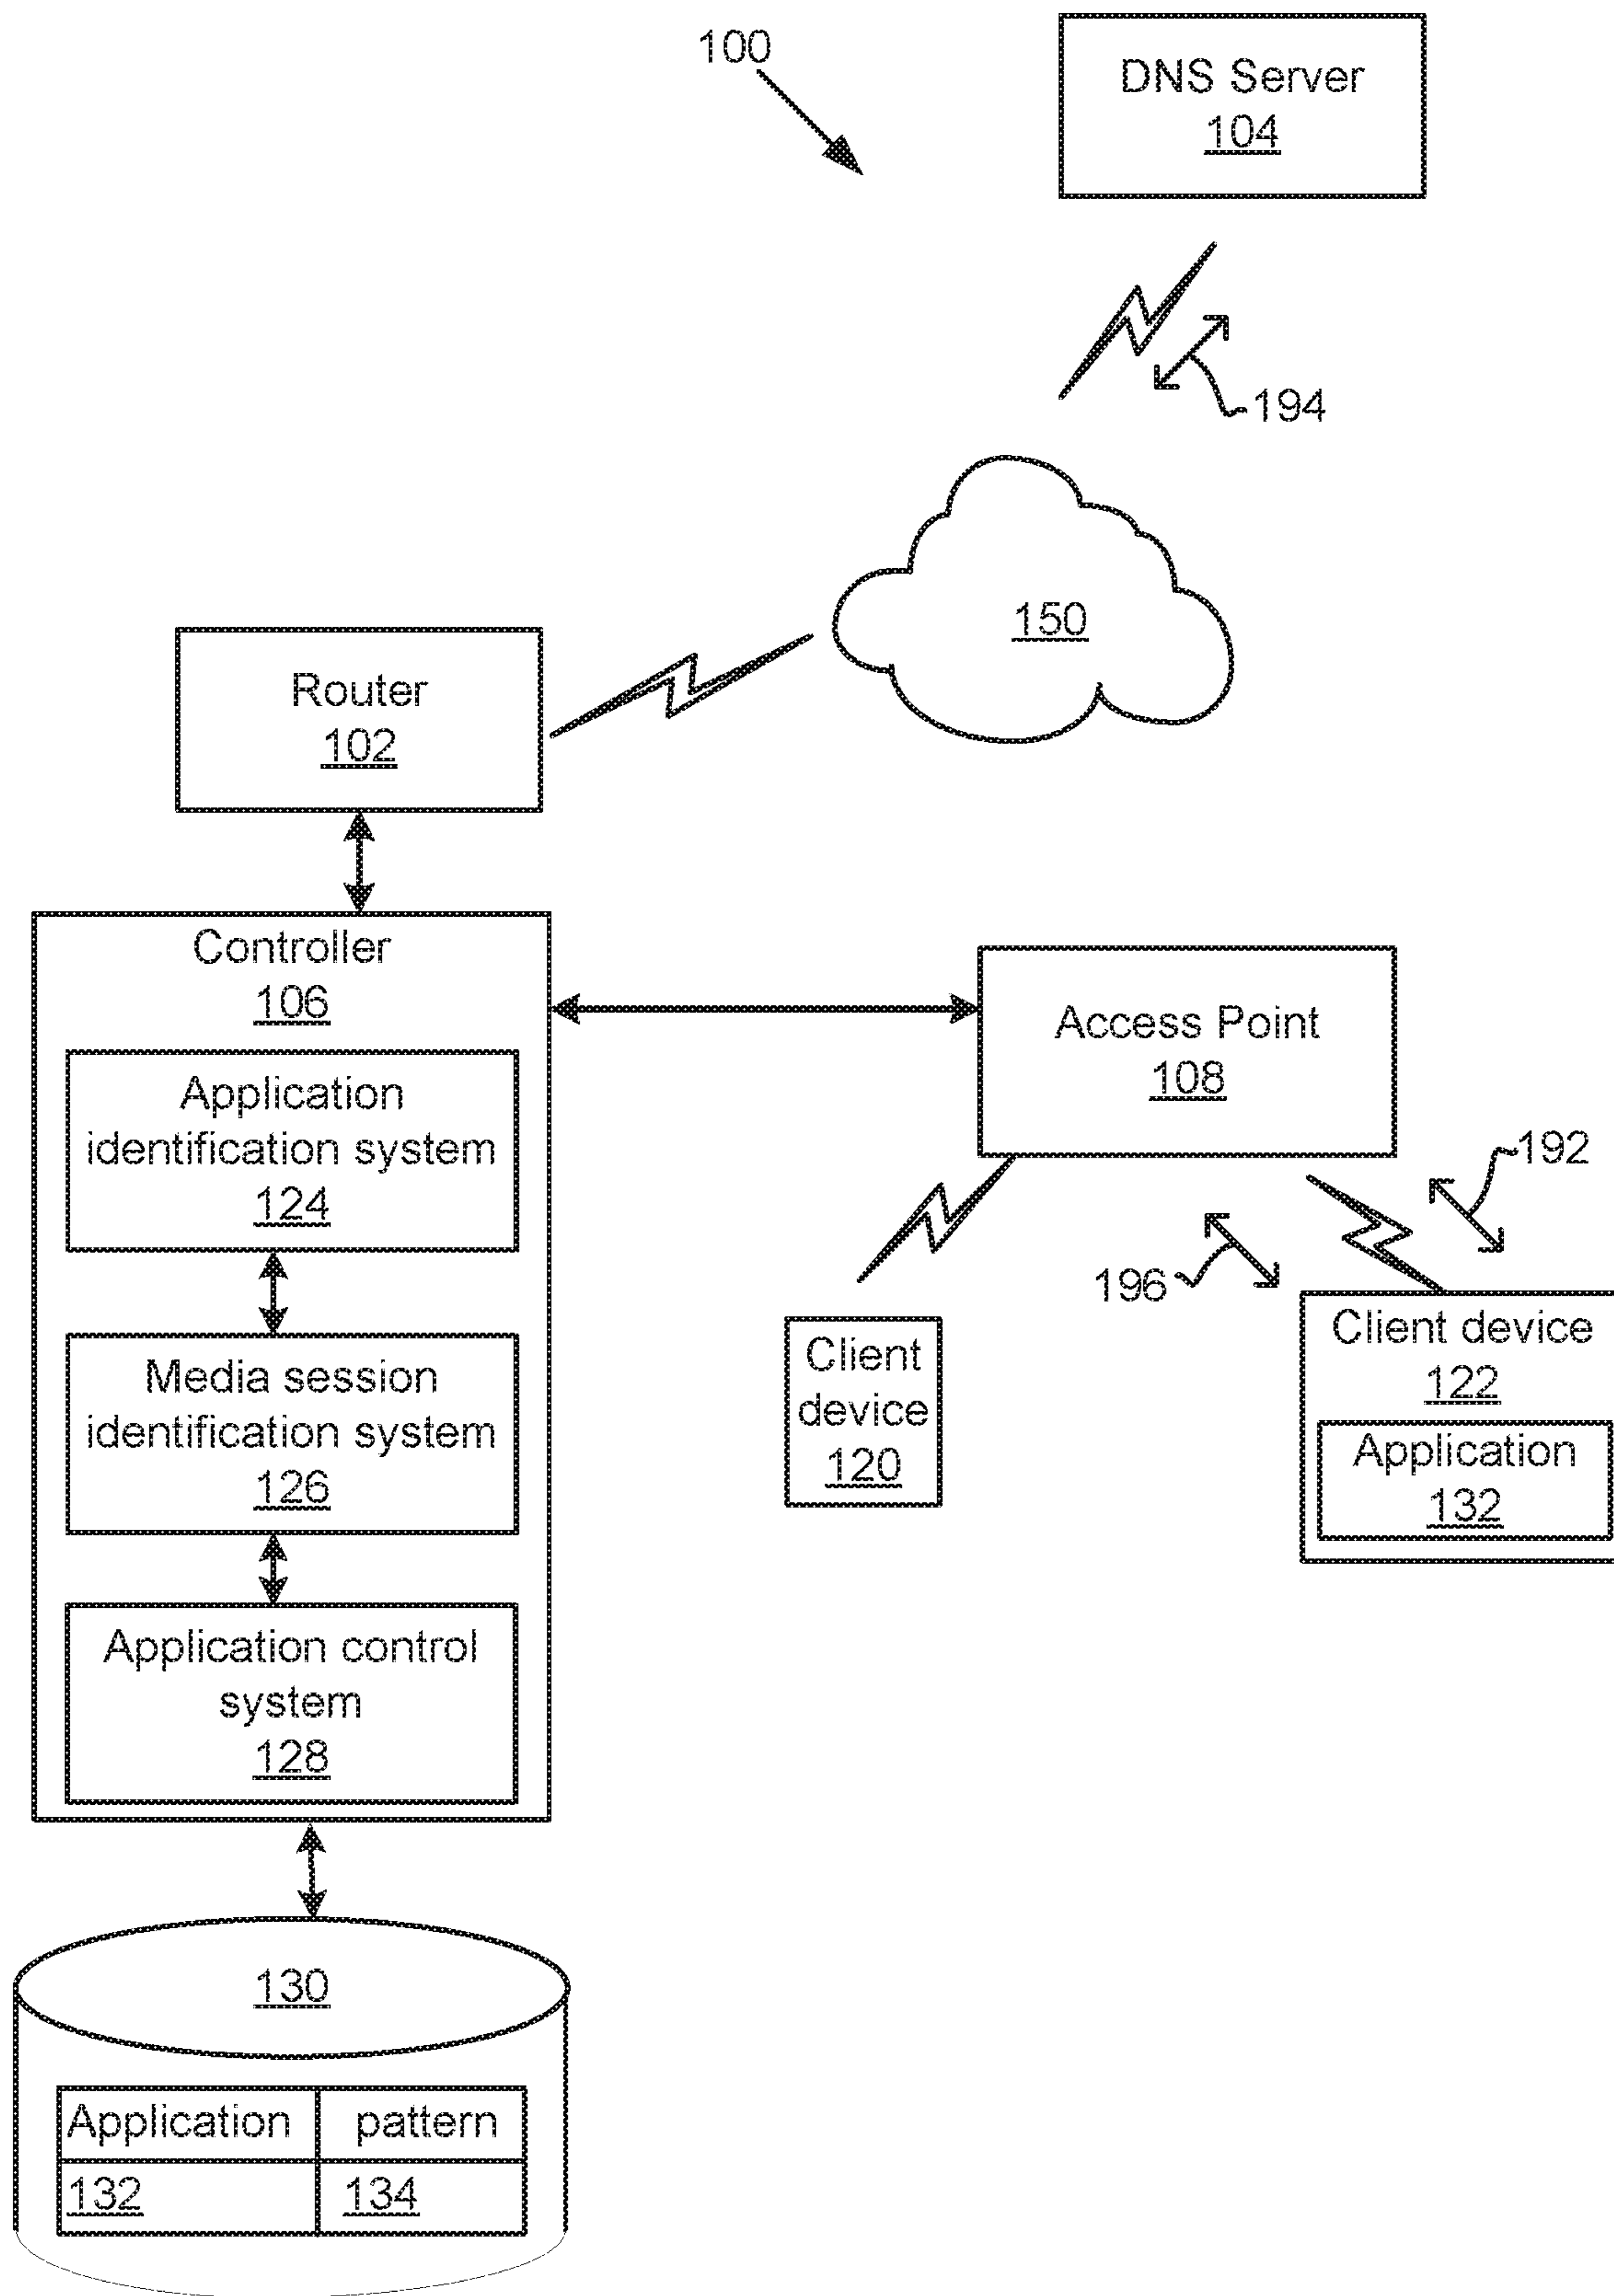 100
DNS Server
104
194
150
Router
102
Controller
106
Application
identification system
124
Media session
identification system
126
Application control
system
128
Access Point
108
192
196
Client
device
120
Client device
122
Application
132
130
Application pattern
132 134